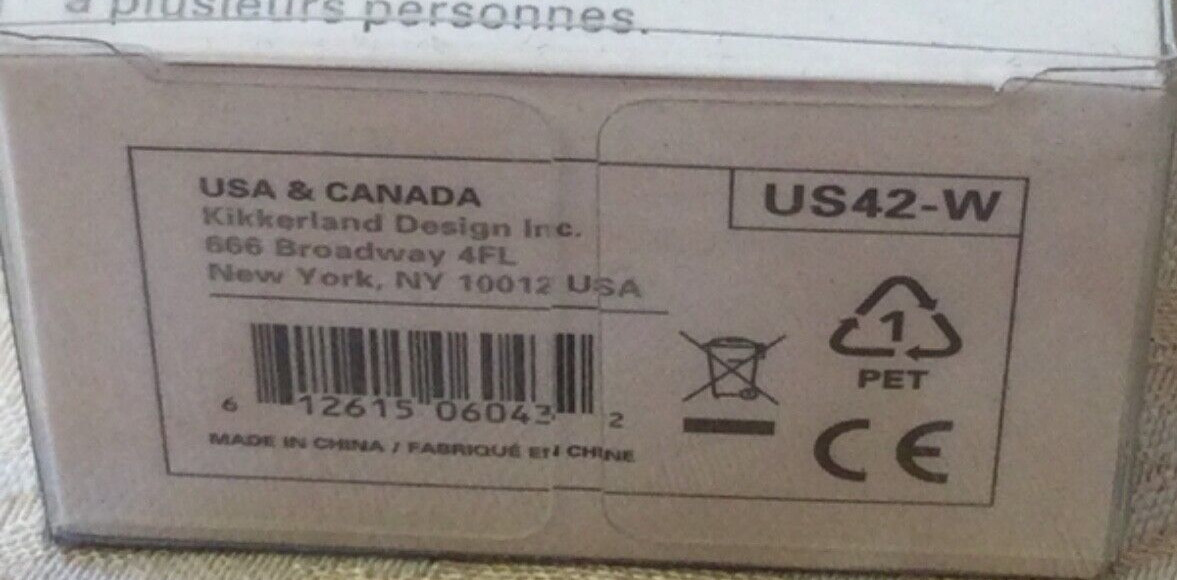 à plusieurs personnes.
USA & CANADA
US42-W
Kikkerland Design Inc.
666 Broadway 4FL
New York, NY 10012 USA
1
PET
6 12615 06043 2
CE
MADE IN CHINA / FABRIQUÉ EN CHINE